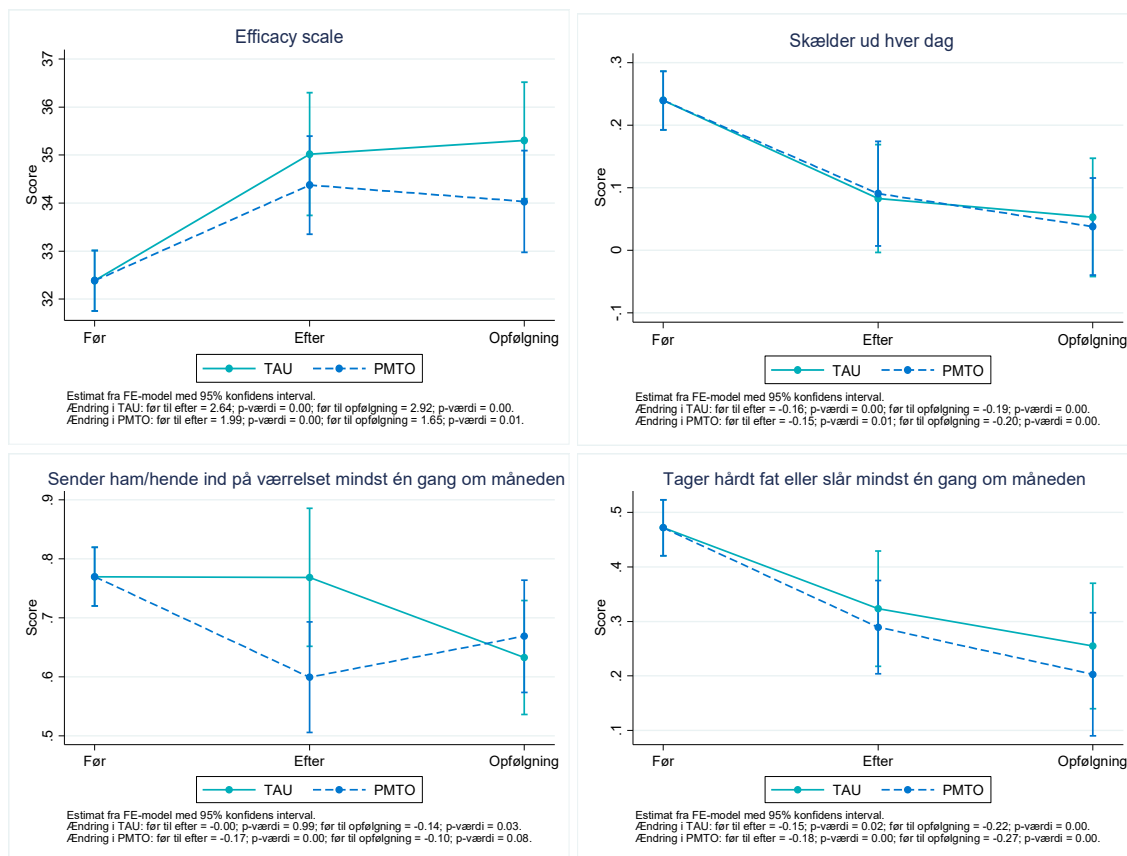 Efficacy scale
37
36
35
34
33
32
Score
Før
Efter
Opfølgning
TAU
PMTO
Estimat fra FE-model med 95% konfidens interval.
Ændring i TAU: før til efter = 2.64; p-værdi = 0.00; før til opfølgning = 2.92; p-værdi = 0.00.
Ændring i PMTO: før til efter = 1.99; p-værdi = 0.00; før til opfølgning = 1.65; p-værdi = 0.01.
Skælder ud hver dag
.3
.2
.1
0
-.1
Score
Før
Efter
Opfølgning
TAU
PMTO
Estimat fra FE-model med 95% konfidens interval.
Ændring i TAU: før til efter = -0.16; p-værdi = 0.00; før til opfølgning = -0.19; p-værdi = 0.00.
Ændring i PMTO: før til efter = -0.15; p-værdi = 0.01; før til opfølgning = -0.20; p-værdi = 0.00.
Sender ham/hende ind på værrelset mindst én gang om måneden
.9
.8
.7
.6
.5
Score
Før
Efter
Opfølgning
TAU
PMTO
Estimat fra FE-model med 95% konfidens interval.
Ændring i TAU: før til efter = -0.00; p-værdi = 0.99; før til opfølgning = -0.14; p-værdi = 0.03.
Ændring i PMTO: før til efter = -0.17; p-værdi = 0.00; før til opfølgning = -0.10; p-værdi = 0.08.
Tager hårdt fat eller slår mindst én gang om måneden
.5
.4
.3
.2
.1
Score
Før
Efter
Opfølgning
TAU
PMTO
Estimat fra FE-model med 95% konfidens interval.
Ændring i TAU: før til efter = -0.15; p-værdi = 0.02; før til opfølgning = -0.22; p-værdi = 0.00.
Ændring i PMTO: før til efter = -0.18; p-værdi = 0.00; før til opfølgning = -0.27; p-værdi = 0.00.